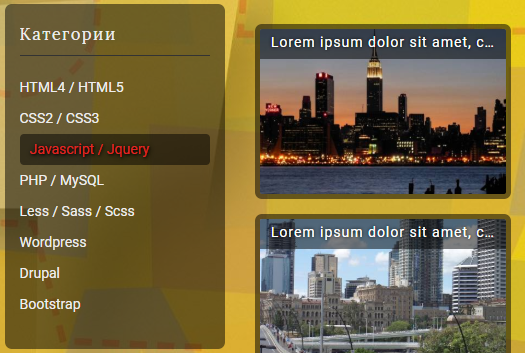 Категории
HTML4 / HTML5
CSS2 / CSS3
Javascript / Jquery
PHP / MySQL
Less / Sass / Scss
Wordpress
Drupal
Bootstrap
Lorem ipsum dolor sit amet, c...
Lorem ipsum dolor sit amet, c...